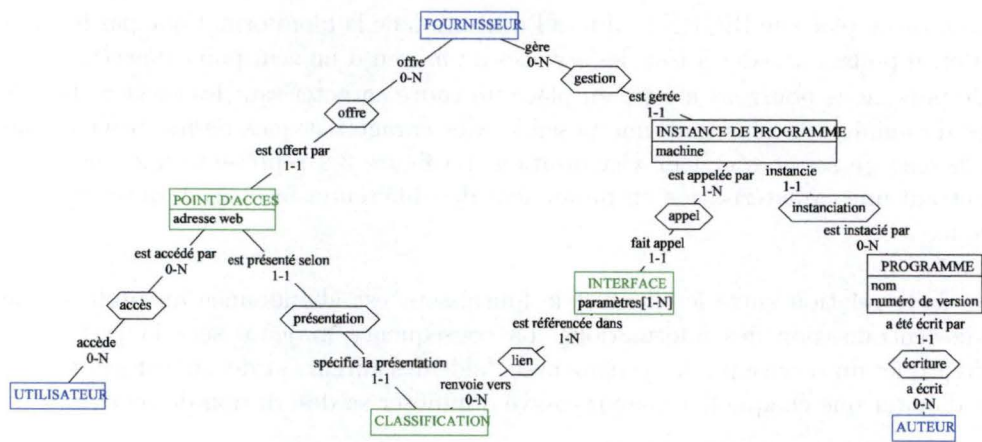 FOURNISSEUR
offre
0-N
gère
0-N
gestion
offre
est gérée
1-1
est offert par
1-1
INSTANCE DE PROGRAMME
machine
est appelée par
1-N
instancie
1-1
POINT D'ACCES
adresse web
appel
instanciation
est accédé par
0-N
est présenté selon
1-1
fait appel
1-1
est instacié par
0-N
INTERFACE
paramètres[1-N]
PROGRAMME
nom
numéro de version
accès
présentation
est référencée dans
1-N
a été écrit par
1-1
accède
0-N
lien
écriture
spécifie la présentation
1-1
renvoie vers
0-N
a écrit
0-N
UTILISATEUR
CLASSIFICATION
AUTEUR